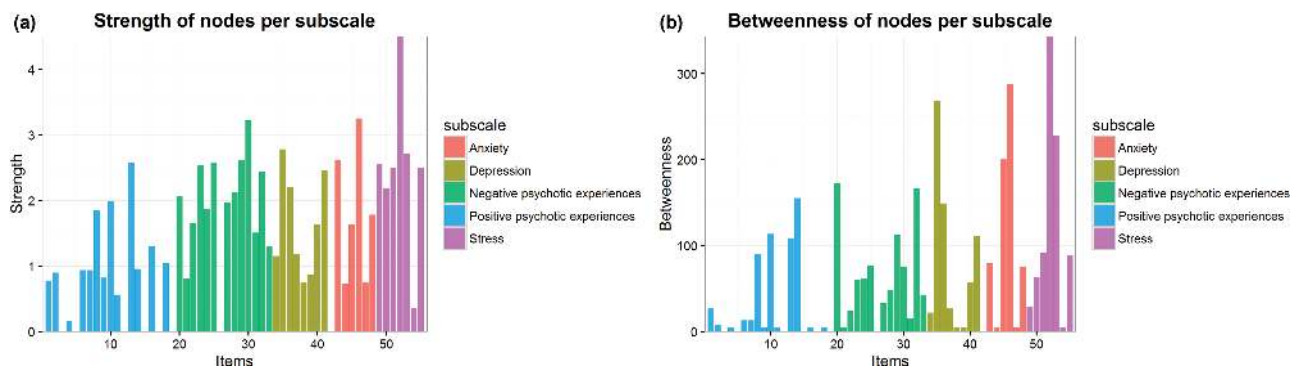 (a)
Strength of nodes per subscale
4
3
2
1
0
Strength
10
20
30
40
50
Items
subscale
Anxiety
Depression
Negative psychotic experiences
Positive psychotic experiences
Stress
(b)
Betweenness of nodes per subscale
300
200
100
0
Betweenness
10
20
30
40
50
Items
subscale
Anxiety
Depression
Negative psychotic experiences
Positive psychotic experiences
Stress